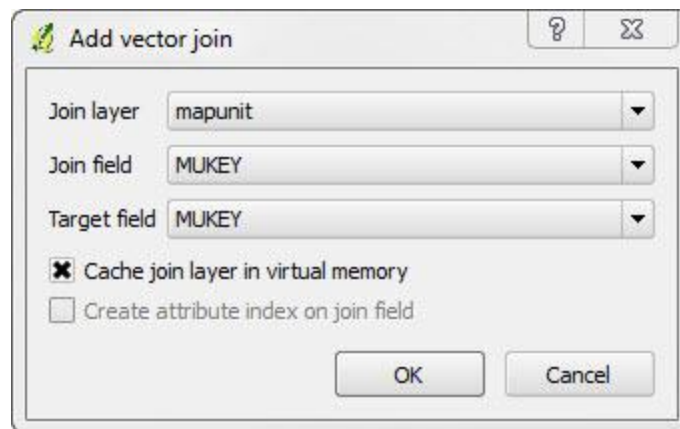 Add vector join
Join layer mapunit
Join field MUKEY
Target field MUKEY
Cache join layer in virtual memory
Create attribute index on join field
OK Cancel